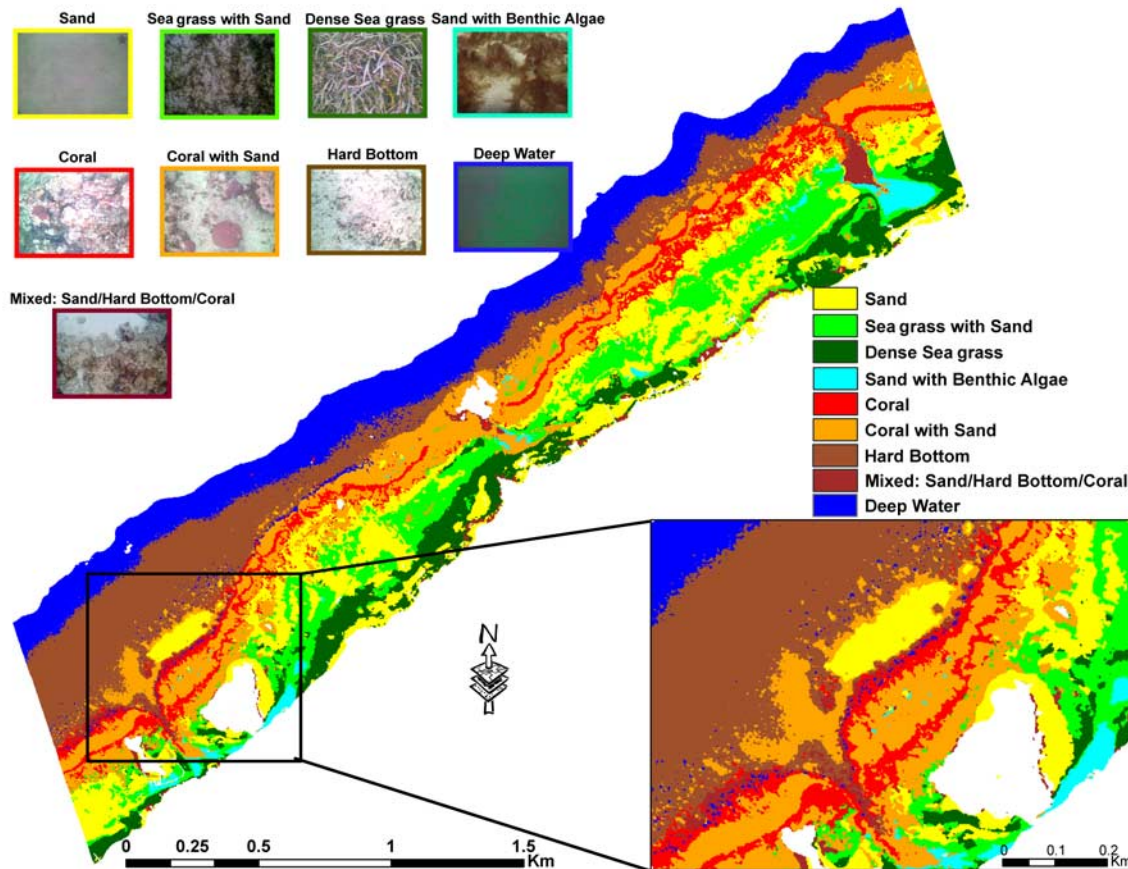 Sand
Sea grass with Sand
Dense Sea grass
Sand with Benthic Algae
Coral
Coral with Sand
Hard Bottom
Deep Water
Mixed: Sand/Hard Bottom/Coral
Sand
Sea grass with Sand
Dense Sea grass
Sand with Benthic Algae
Coral
Coral with Sand
Hard Bottom
Mixed: Sand/Hard Bottom/Coral
Deep Water
N
0 0.25 0.5 1 1.5
Km
0 0.1 0.2
Km